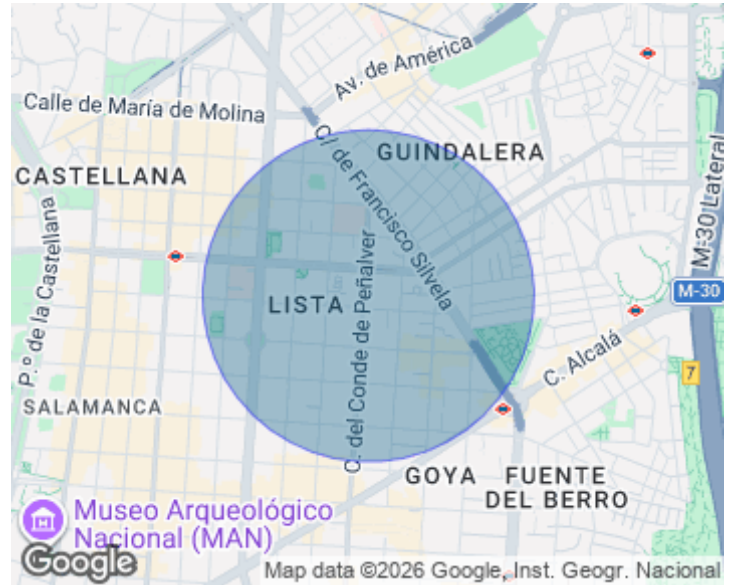 Av. de América
Calle de María de Molina
C/ de Francisco Silvela
GUINDALERA
CASTELLANA
M-30 Lateral
P.º de la Castellana
C. del Conde de Peñalver
LISTA
M-30
C. Alcalá
7
SALAMANCA
GOYA
FUENTE
DEL BERRO
Museo Arqueológico
Nacional (MAN)
Google
Map data ©2026 Google, Inst. Geogr. Nacional